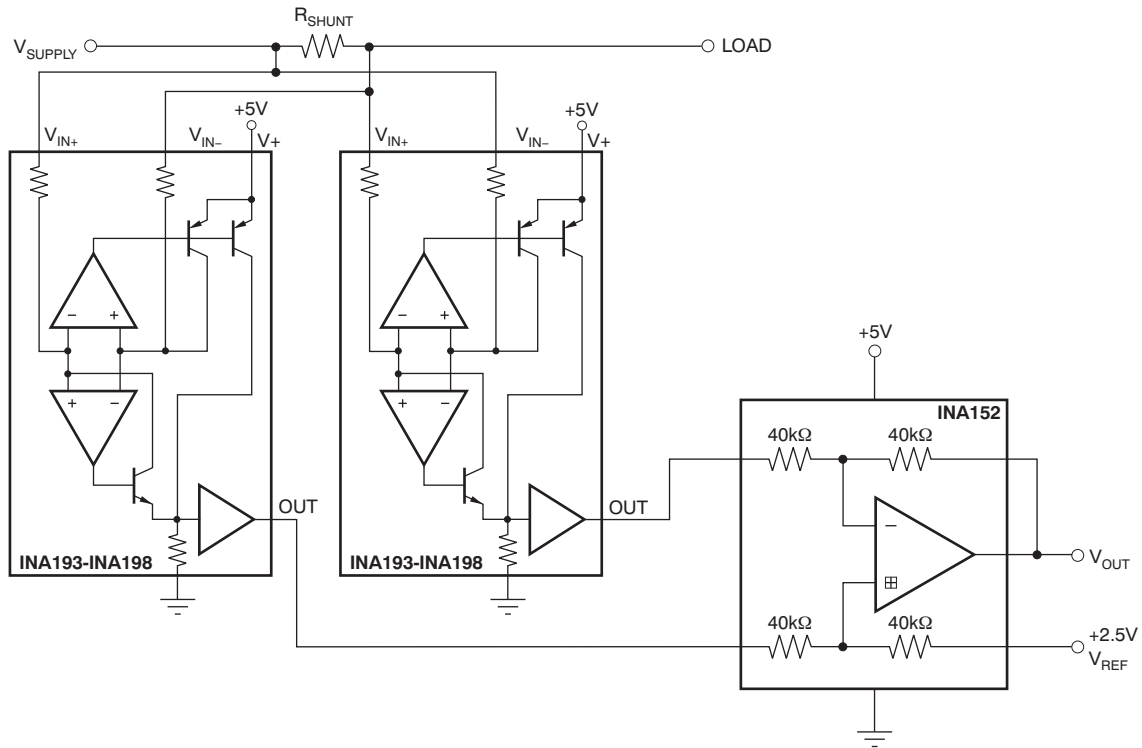 R_SHUNT
V_SUPPLY
LOAD
+5V
+5V
V_IN+
V_IN−
V+
V_IN+
V_IN−
V+
− +
− +
+5V
+ −
+ −
INA152
40kΩ
40kΩ
OUT
OUT
−
INA193-INA198
INA193-INA198
V_OUT
+
40kΩ
40kΩ
+2.5V
V_REF